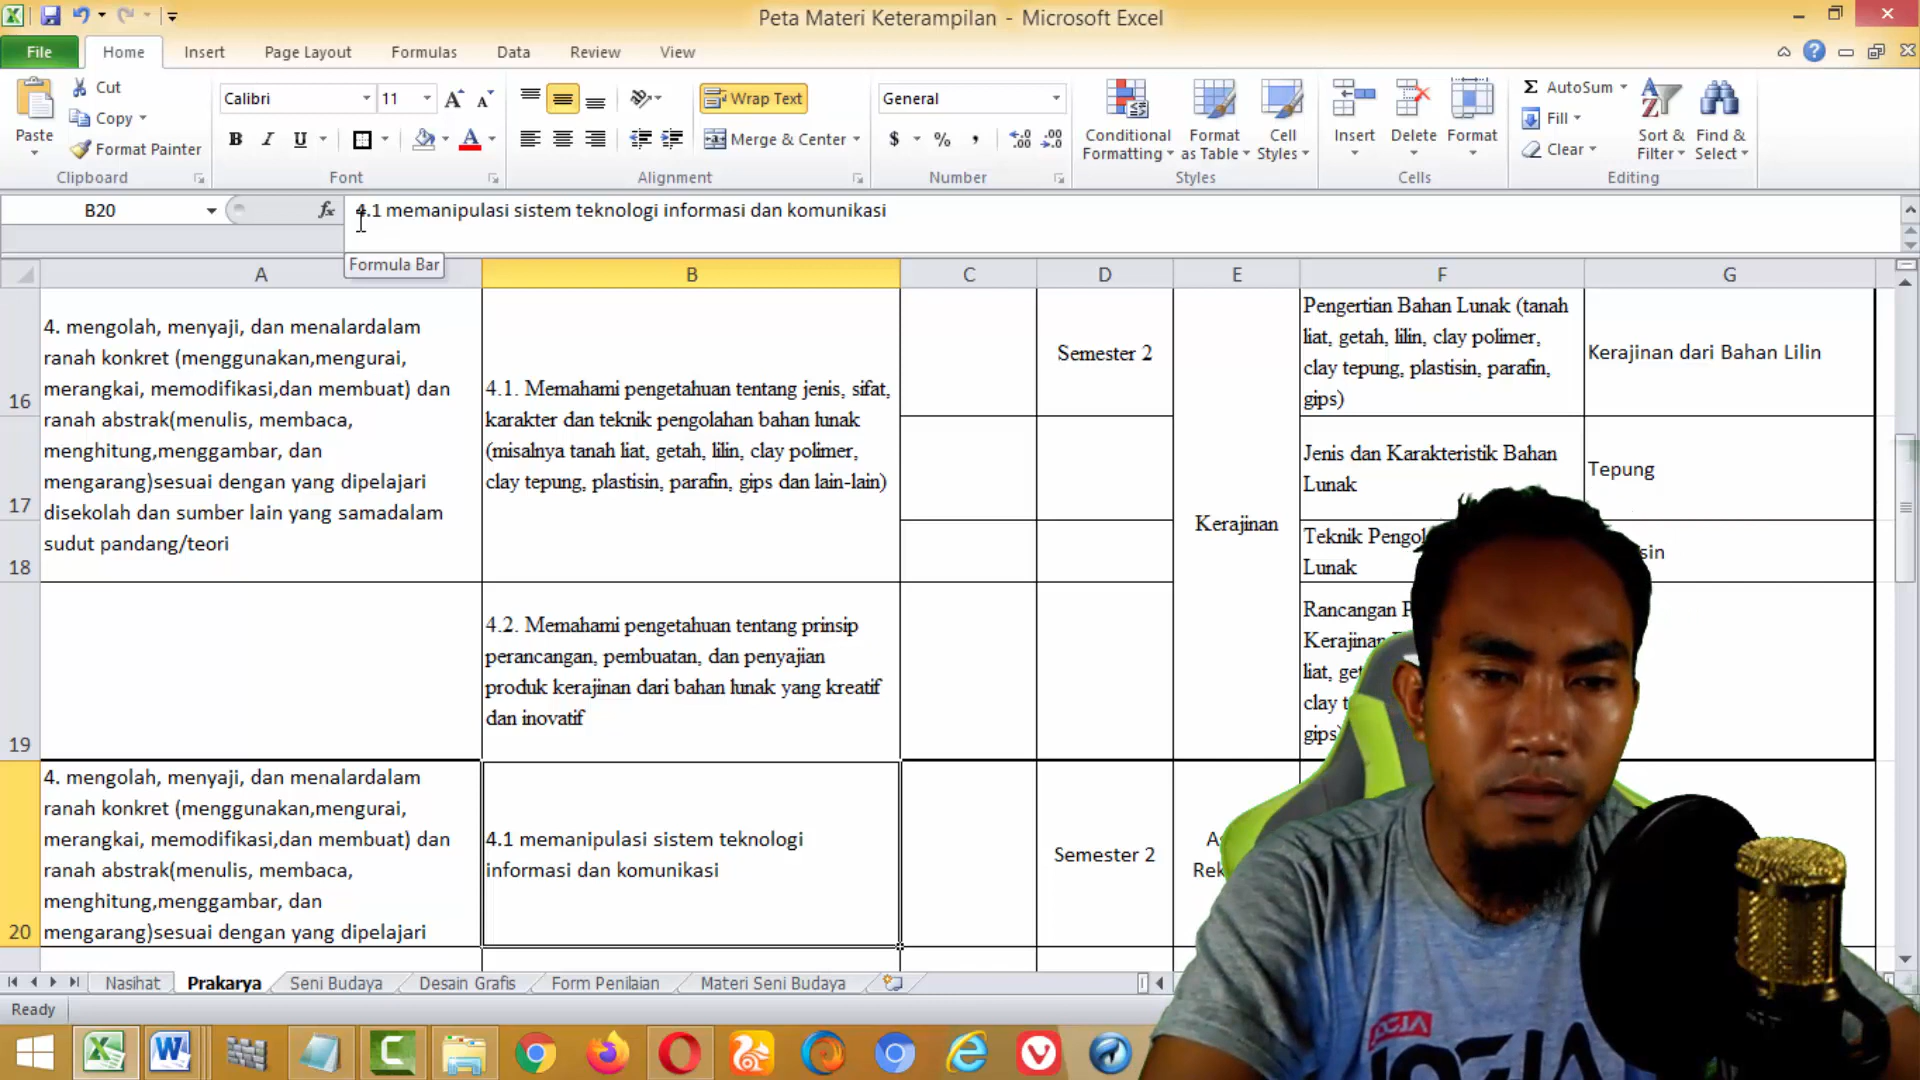 Peta Materi Keterampilan - Microsoft Excel
File Home Insert Page Layout Formulas Data Review View
Cut
Copy
Format Painter
Paste
Clipboard
Calibri 11
B I U
Font
Wrap Text
Merge & Center
Alignment
General
$ % ,
Number
Conditional Formatting
Format as Table
Cell Styles
Styles
Insert Delete Format
Cells
AutoSum
Fill
Clear
Sort & Filter
Find & Select
Editing
B20 fx 4.1 memanipulasi sistem teknologi informasi dan komunikasi
Formula Bar
A B C D E F G
16
4. mengolah, menyaji, dan menalardalam
ranah konkret (menggunakan,mengurai,
merangkai, memodifikasi,dan membuat) dan
ranah abstrak(menulis, membaca,
menghitung,menggambar, dan
mengarang)sesuai dengan yang dipelajari
disekolah dan sumber lain yang samadalam
sudut pandang/teori
4.1. Memahami pengetahuan tentang jenis, sifat,
karakter dan teknik pengolahan bahan lunak
(misalnya tanah liat, getah, lilin, clay polimer,
clay tepung, plastisin, parafin, gips dan lain-lain)
Semester 2
Kerajinan
Pengertian Bahan Lunak (tanah
liat, getah, lilin, clay polimer,
clay tepung, plastisin, parafin,
gips)
Kerajinan dari Bahan Lilin
17
Jenis dan Karakteristik Bahan
Lunak
Tepung
18
Teknik Pengol
Lunak
sin
19
4.2. Memahami pengetahuan tentang prinsip
perancangan, pembuatan, dan penyajian
produk kerajinan dari bahan lunak yang kreatif
dan inovatif
Rancangan P
Kerajinan
liat, get
clay t
gips)
20
4. mengolah, menyaji, dan menalardalam
ranah konkret (menggunakan,mengurai,
merangkai, memodifikasi,dan membuat) dan
ranah abstrak(menulis, membaca,
menghitung,menggambar, dan
mengarang)sesuai dengan yang dipelajari
4.1 memanipulasi sistem teknologi
informasi dan komunikasi
Semester 2
Rek
Nasihat Prakarya Seni Budaya Desain Grafis Form Penilaian Materi Seni Budaya
Ready